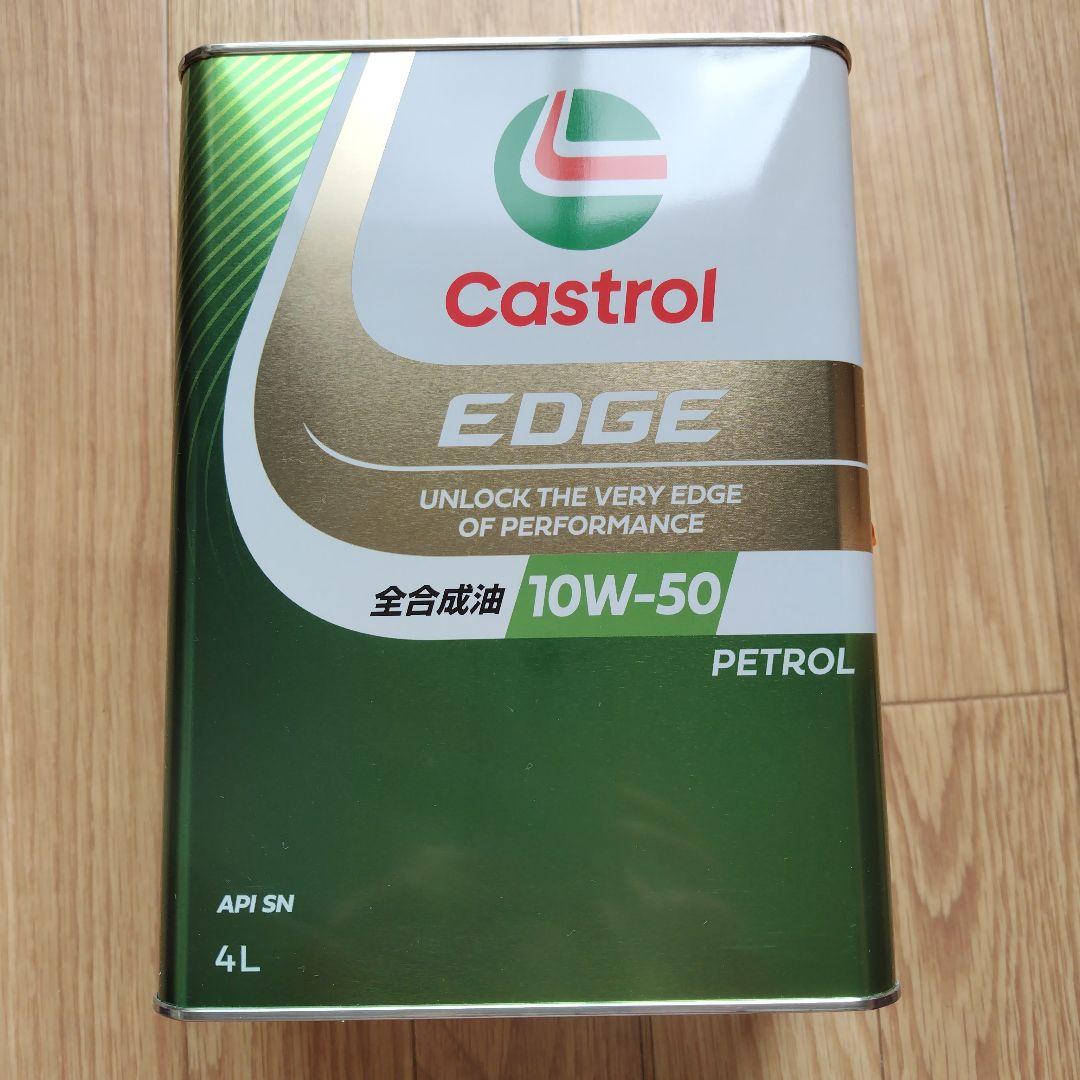 Castrol
EDGE
UNLOCK THE VERY EDGE
OF PERFORMANCE
全合成油 10W-50
PETROL
API SN
4L